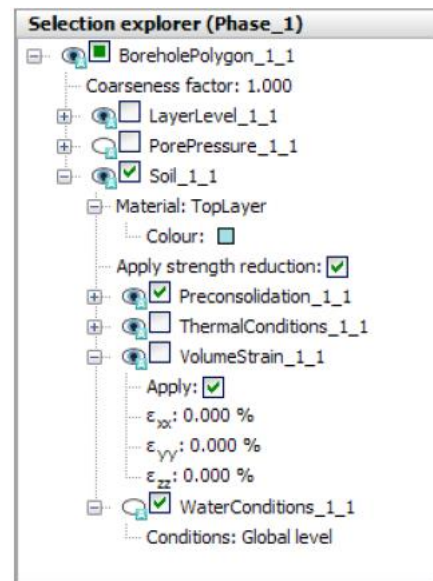 Selection explorer (Phase_1)
BoreholePolygon_1_1
Coarseness factor: 1.000
LayerLevel_1_1
PorePressure_1_1
Soil_1_1
Material: TopLayer
Colour:
Apply strength reduction:
Preconsolidation_1_1
ThermalConditions_1_1
VolumeStrain_1_1
Apply:
εxx: 0.000 %
εyy: 0.000 %
εzz: 0.000 %
WaterConditions_1_1
Conditions: Global level